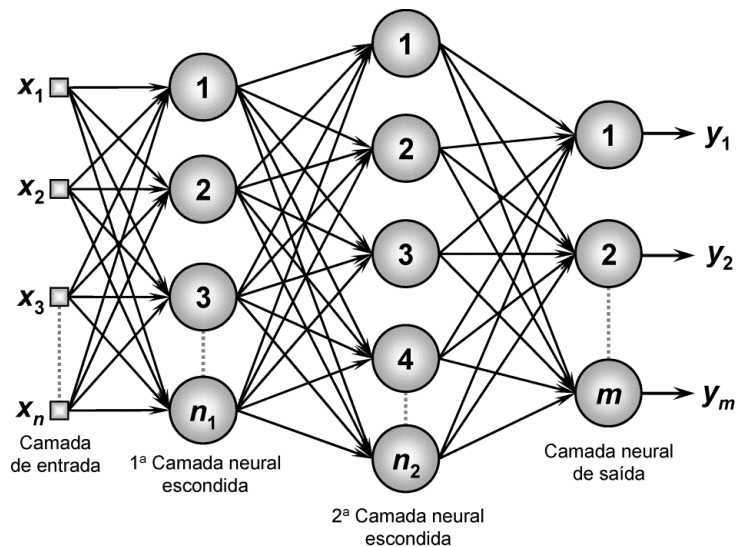 x1
x2
x3
xn
Camada
de entrada
1
2
3
n1
1ª Camada neural
escondida
1
2
3
4
n2
2ª Camada neural
escondida
1
2
m
Camada neural
de saída
y1
y2
ym